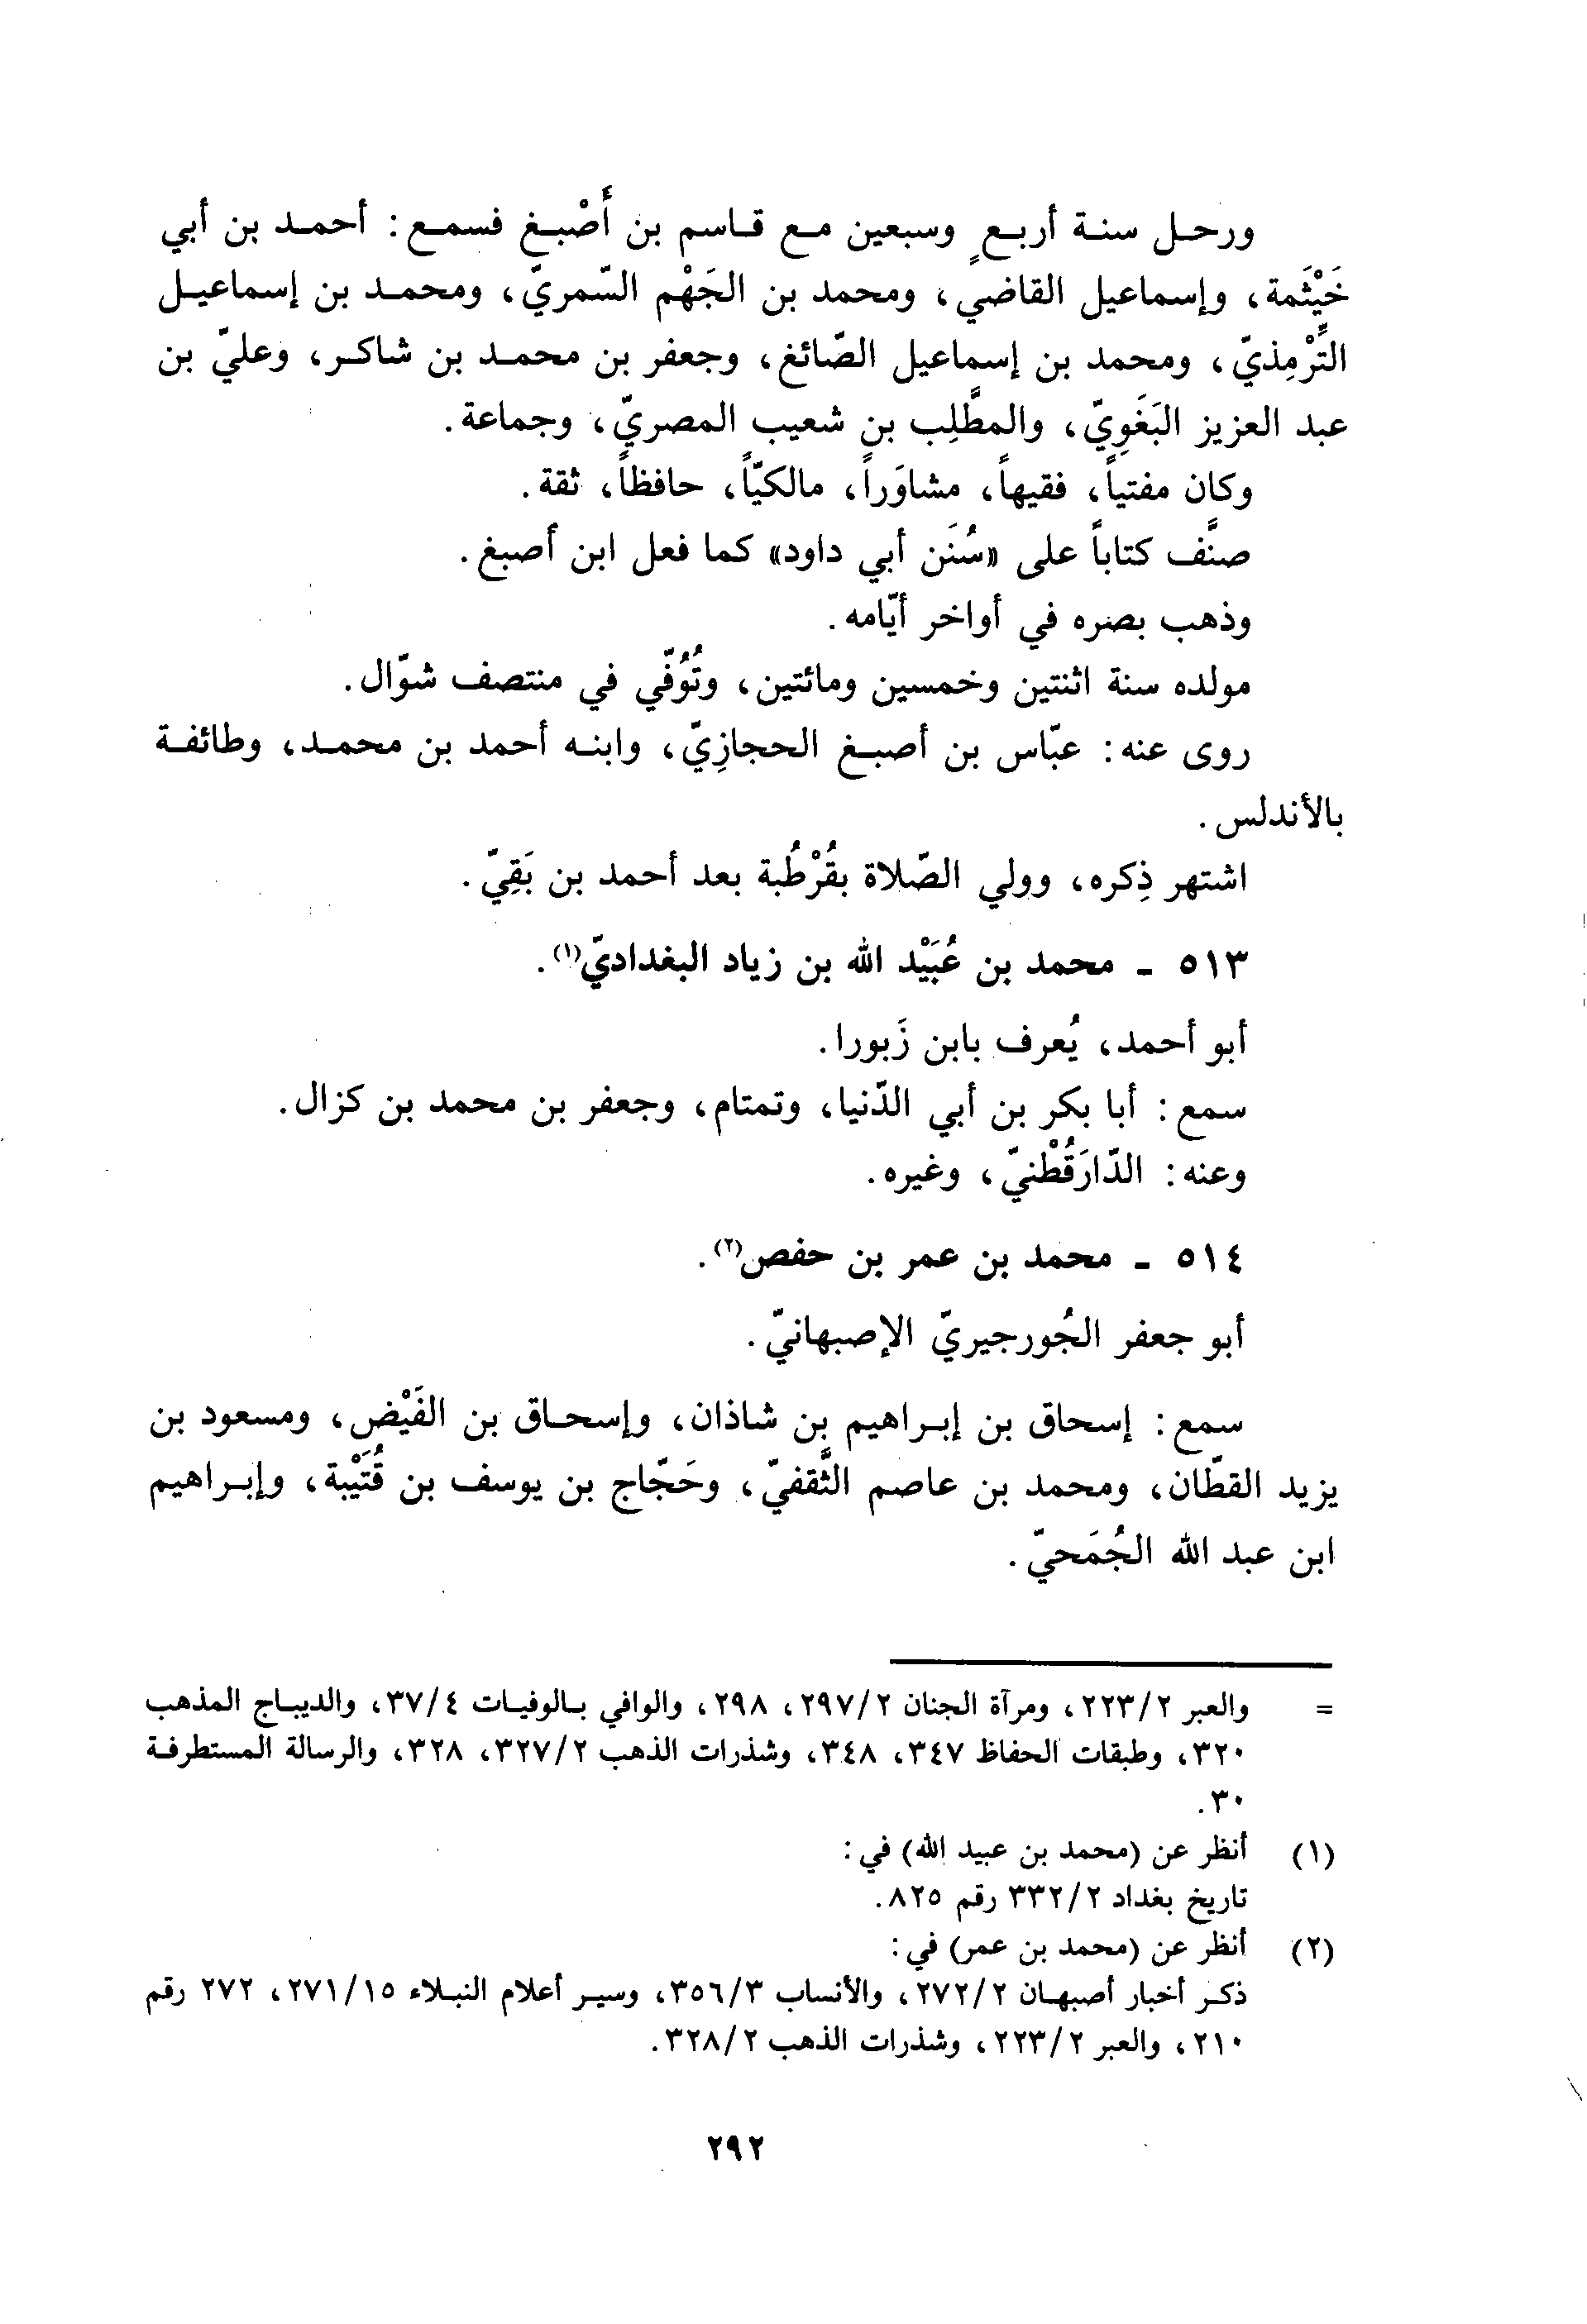 ورحل سنة أربعٍ وسبعين مع قاسم بن أَصْبغ فسمع: أحمد بن أبي
خَيْثَمة، وإسماعيل القاضي، ومحمد بن الجَهْم السّمريّ، ومحمد بن إسماعيل
التِّرْمِذيّ، ومحمد بن إسماعيل الصّائغ، وجعفر بن محمد بن شاكر، وعليّ بن
عبد العزيز البَغَوِيّ، والمطَّلِب بن شعيب المصريّ، وجماعة.
وكان مفتياً، فقيهاً، مشاوَراً، مالكيّاً، حافظاً، ثقة.
صنَّف كتاباً على «سُنَن أبي داود» كما فعل ابن أصبغ.
وذهب بصره في أواخر أيّامه.
مولده سنة اثنتين وخمسين ومائتين، وتُوُفّي في منتصف شوّال.
روى عنه: عبّاس بن أصبغ الحجازِيّ، وابنه أحمد بن محمد، وطائفة
بالأندلس.
اشتهر ذِكره، وولي الصّلاة بقُرْطُبة بعد أحمد بن بَقِيّ.
٥١٣ - محمد بن عُبَيْد الله بن زياد البغداديّ(١).
أبو أحمد، يُعرف بابن زَبورا.
سمع: أبا بكر بن أبي الدّنيا، وتمتام، وجعفر بن محمد بن كزال.
وعنه: الدّارَقُطْنيّ، وغيره.
٥١٤ - محمد بن عمر بن حفص(٢).
أبو جعفر الجُورجيريّ الإصبهانيّ.
سمع: إسحاق بن إبراهيم بن شاذان، وإسحاق بن الفَيْض، ومسعود بن
يزيد القطّان، ومحمد بن عاصم الثَّقفيّ، وحَجّاج بن يوسف بن قُتَيْبة، وإبراهيم
ابن عبد الله الجُمَحيّ.
= والعبر ٢٢٣/٢، ومرآة الجنان ٢٩٧/٢، ٢٩٨، والوافي بالوفيات ٣٧/٤، والديباج المذهب
٣٢٠، وطبقات الحفاظ ٣٤٧، ٣٤٨، وشذرات الذهب ٣٢٧/٢، ٣٢٨، والرسالة المستطرفة
٣٠.
(١) أنظر عن (محمد بن عبيد الله) في:
تاريخ بغداد ٣٣٢/٢ رقم ٨٢٥.
(٢) أنظر عن (محمد بن عمر) في:
ذكر أخبار أصبهان ٢٧٢/٢، والأنساب ٣٥٦/٣، وسير أعلام النبلاء ٢٧١/١٥، ٢٧٢ رقم
٢١٠، والعبر ٢٢٣/٢، وشذرات الذهب ٣٢٨/٢.
٢٩٢